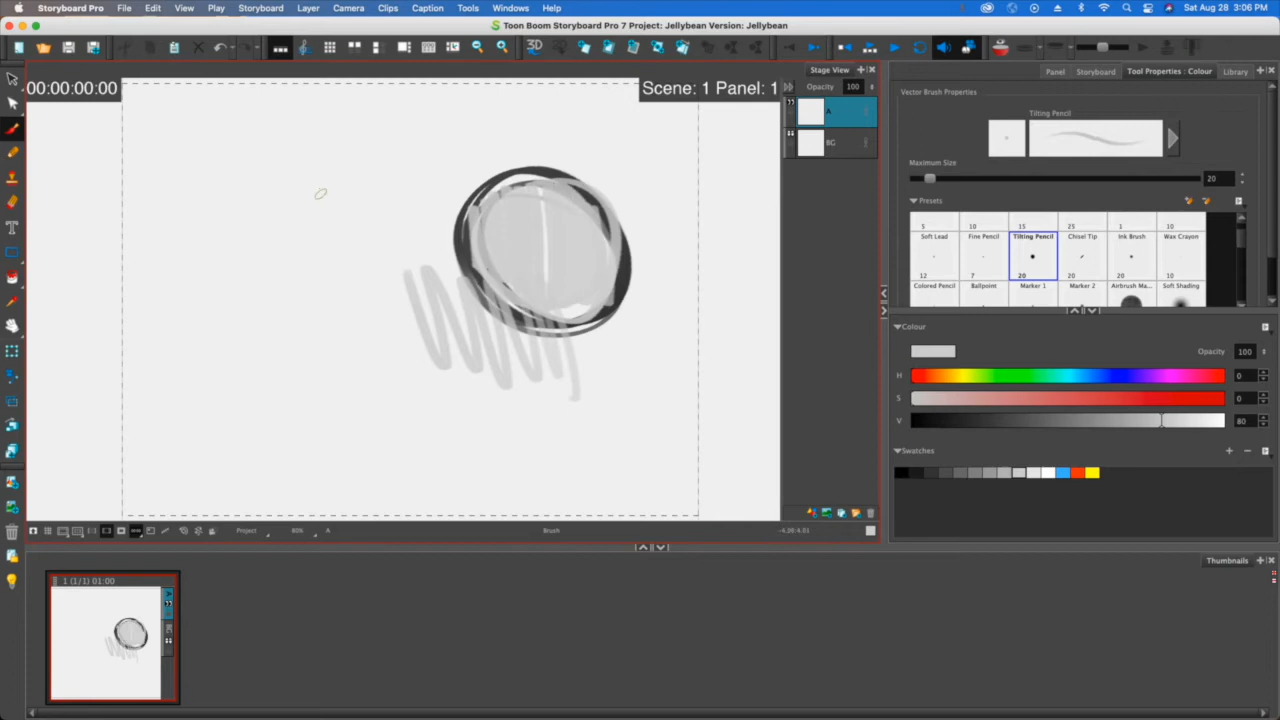 Storyboard Pro File Edit View Play Storyboard Layer Camera Clips Caption Tools Windows Help Sat Aug 28 3:06 PM
Toon Boom Storyboard Pro 7 Project: Jellybean Version: Jellybean
3D
Stage View
Panel Storyboard Tool Properties : Colour Library
00:00:00:00
Scene: 1 Panel: 1
Opacity 100
A
BG
Vector Brush Properties
Tilting Pencil
Maximum Size
20
Presets
5 10 15 25 1 10
Soft Lead Fine Pencil Tilting Pencil Chisel Tip Ink Brush Wax Crayon
12 7 20 20 20 10
Colored Pencil Ballpoint Marker 1 Marker 2 Airbrush Ma... Soft Shading
Colour
Opacity 100
H 0
S 0
V 80
Swatches
Project 80% A Brush -4.38:4.51
Thumbnails
1 (1/1) 01:00